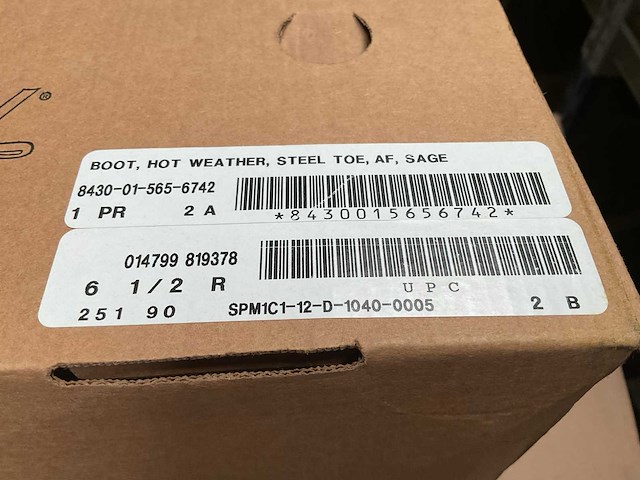 ®
BOOT, HOT WEATHER, STEEL TOE, AF, SAGE
8430-01-565-6742
1 PR 2 A
*8430015656742*
014799 819378
UPC
6 1/2 R
251 90 SPM1C1-12-D-1040-0005 2 B